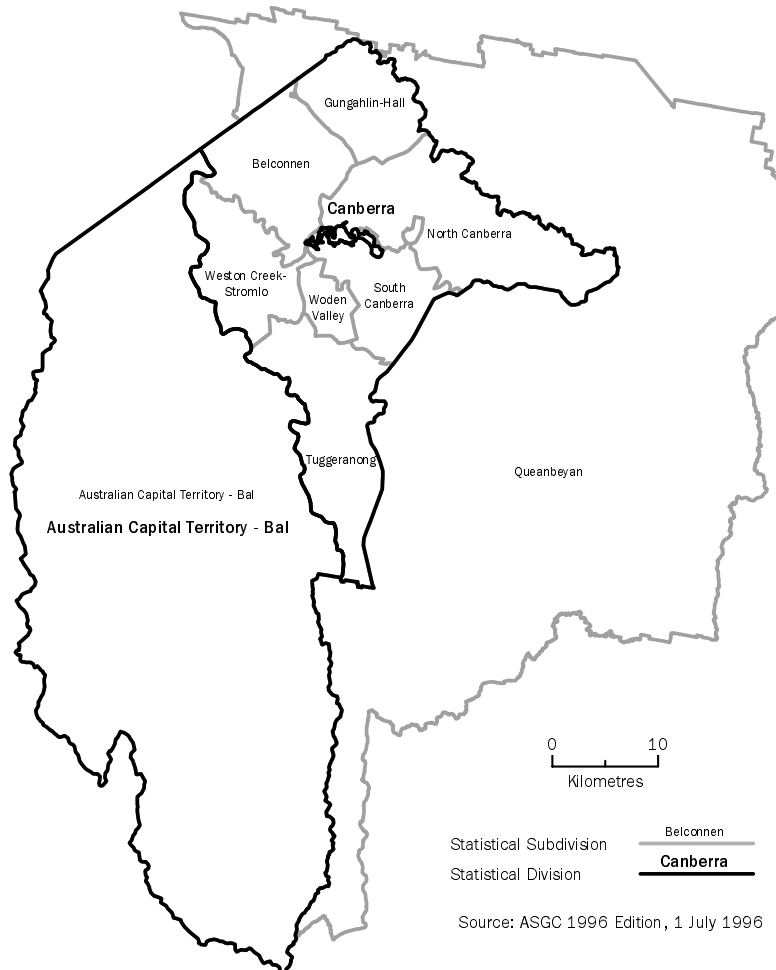 Gungahlin-Hall
Belconnen
Canberra
North Canberra
Weston Creek-
Stromlo
South
Canberra
Woden
Valley
Tuggeranong
Queanbeyan
Australian Capital Territory - Bal
Australian Capital Territory - Bal
0 10
Kilometres
Belconnen
Statistical Subdivision
Canberra
Statistical Division
Source: ASGC 1996 Edition, 1 July 1996